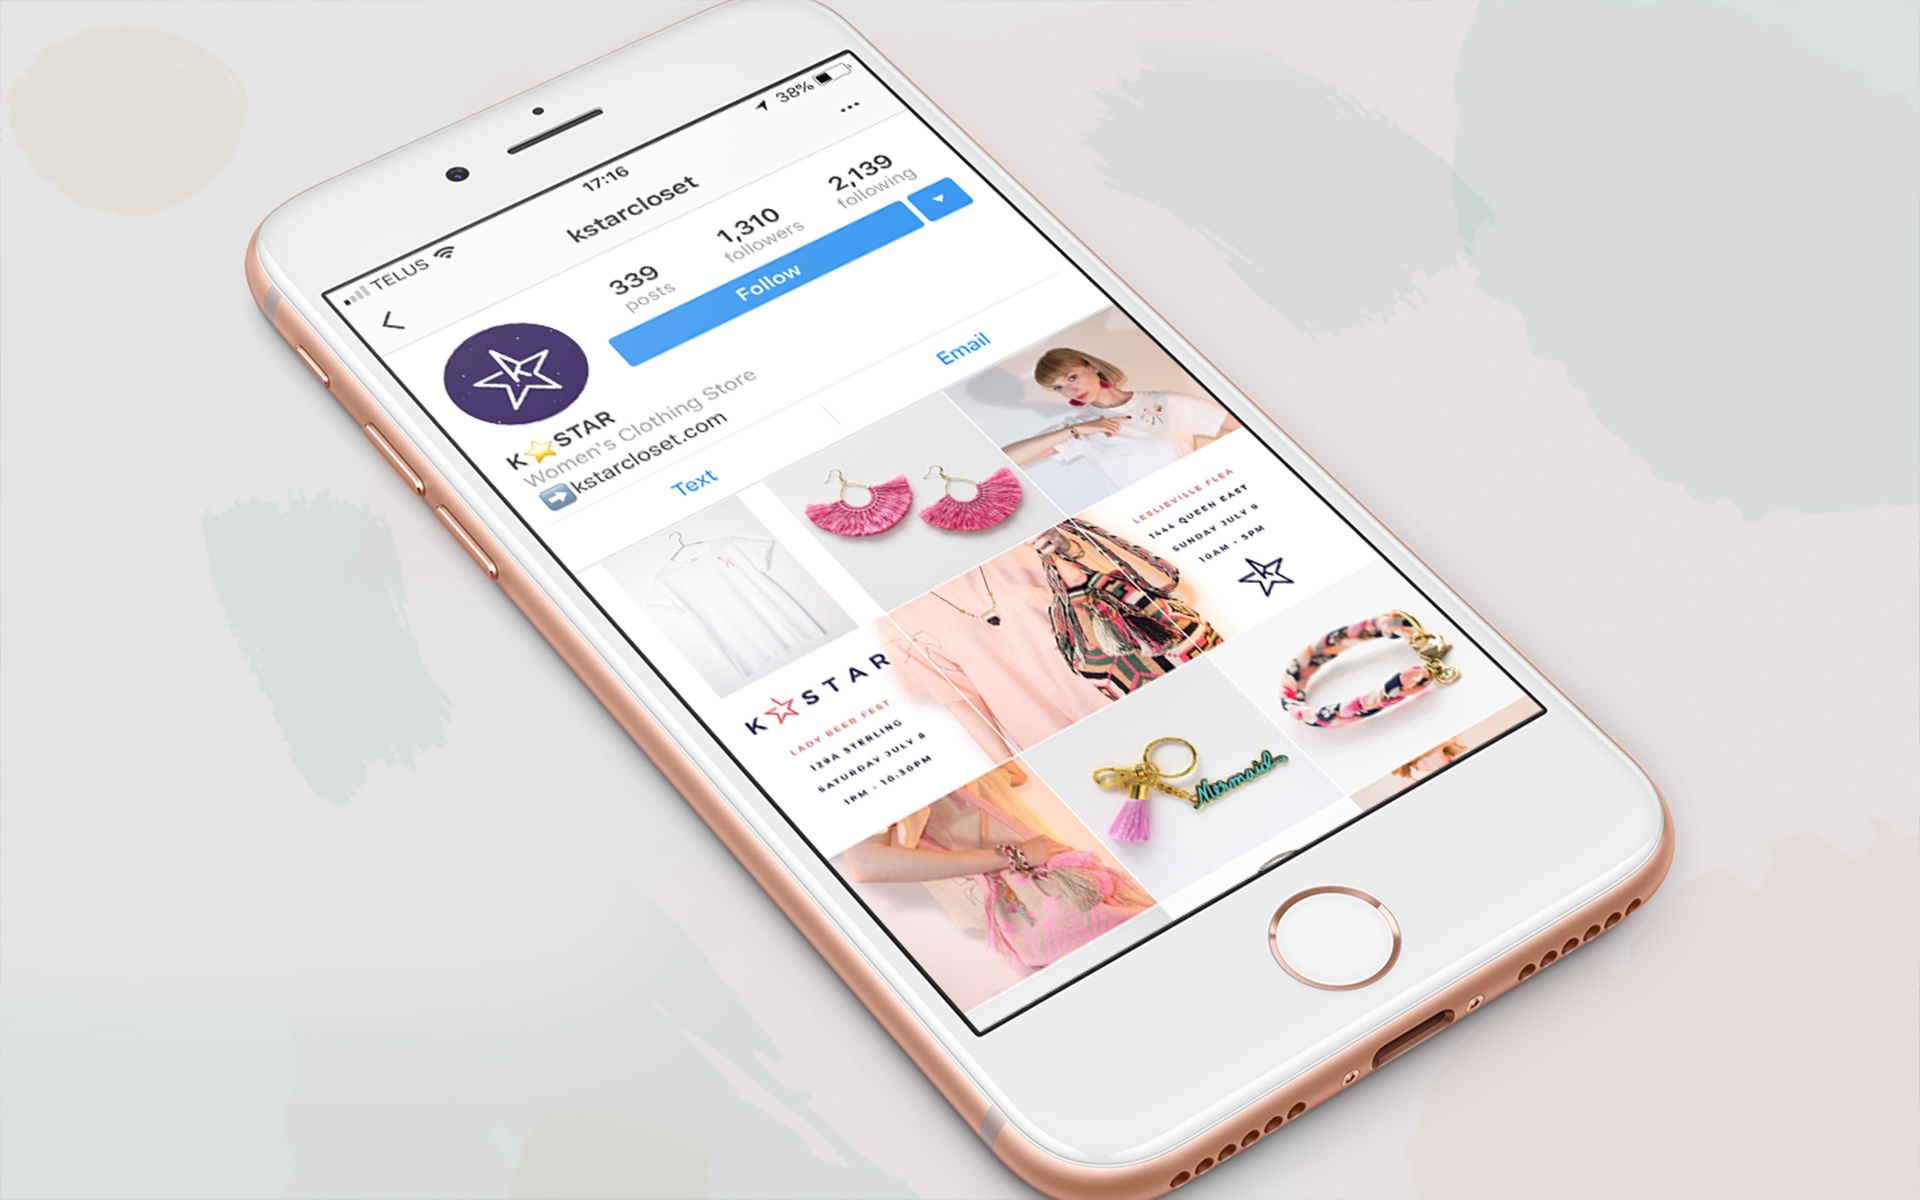 TELUS
17:16
38%
kstarcloset
339
posts
1,310
followers
2,139
following
Follow
K
K⭐STAR
Women's Clothing Store
➡kstarcloset.com
Text
Email
K☆STAR
LADY BEER FEST
129A STERLING
SATURDAY JULY 8
1PM - 10:30PM
LESLIEVILLE FLEA
1444 QUEEN EAST
SUNDAY JULY 9
10AM - 5PM
K
Mermaid